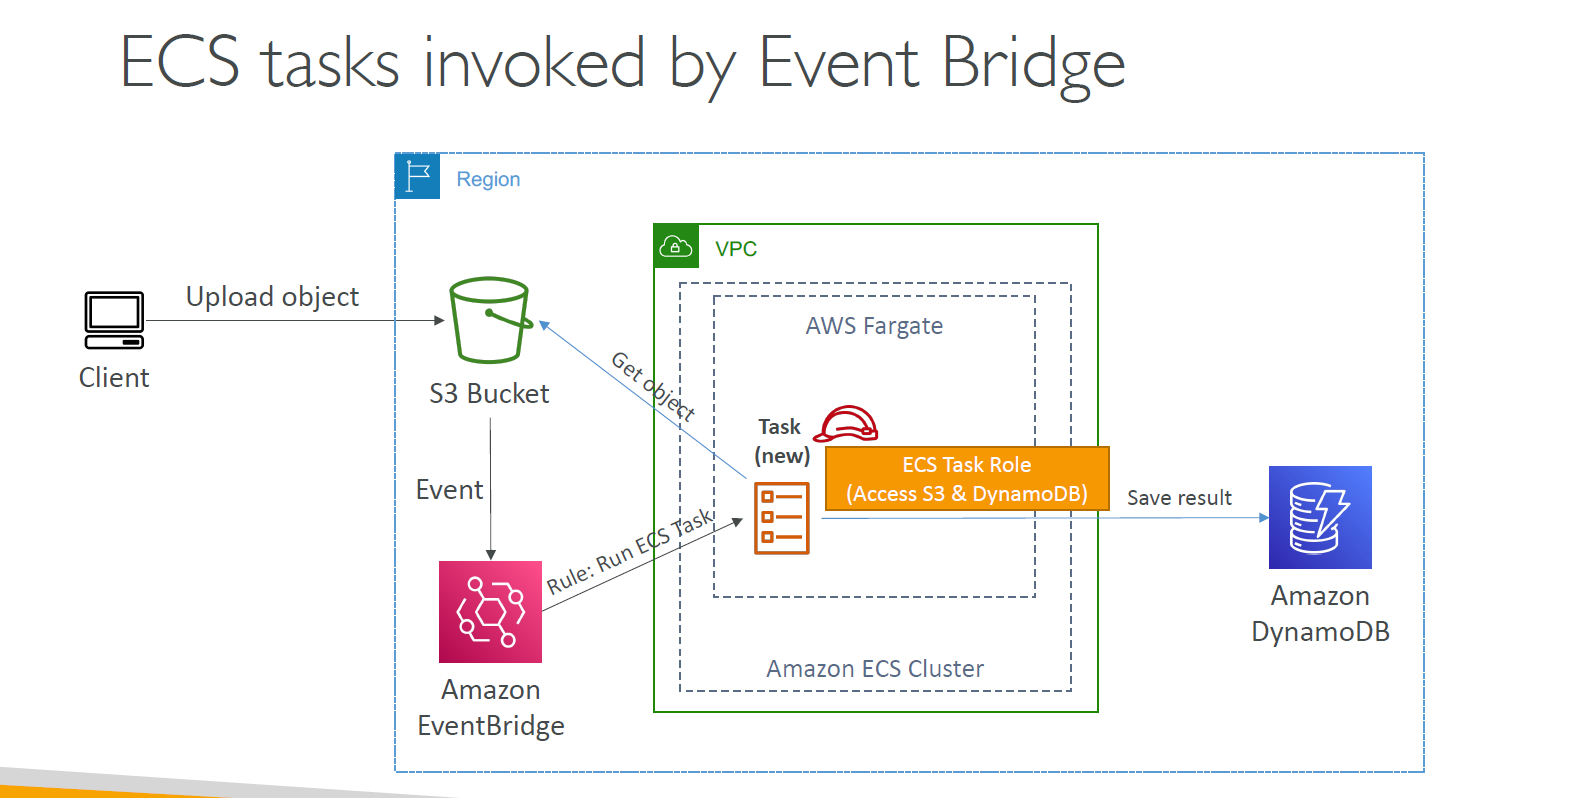 ECS tasks invoked by Event Bridge
Region
VPC
Upload object
AWS Fargate
Client
S3 Bucket
Get object
Task
(new)
ECS Task Role
(Access S3 & DynamoDB)
Event
Save result
Rule: Run ECS Task
Amazon
DynamoDB
Amazon ECS Cluster
Amazon
EventBridge